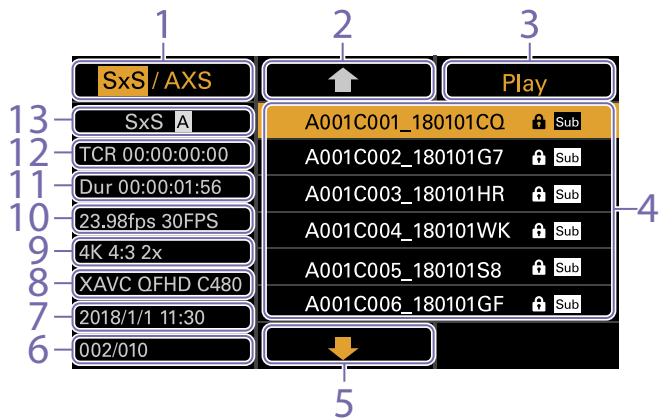 1 2 3
SxS / AXS
Play
13 SxS A
12 TCR 00:00:00:00
11 Dur 00:00:01:56
10 23.98fps 30FPS
9 4K 4:3 2x
8 XAVC QFHD C480
7 2018/1/1 11:30
6 002/010
A001C001_180101CQ Sub
A001C002_180101G7 Sub
A001C003_180101HR Sub
A001C004_180101WK Sub
A001C005_180101S8 Sub
A001C006_180101GF Sub
4
5